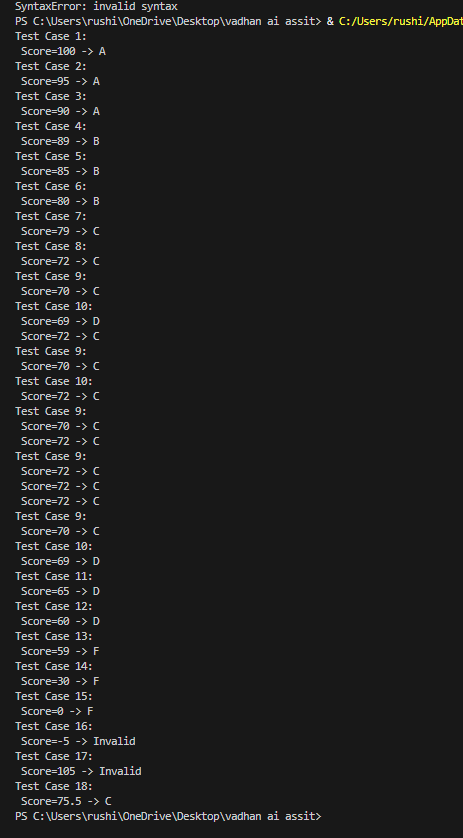 SyntaxError: invalid syntax
PS C:\Users\rushi\OneDrive\Desktop\vadhan ai assit> & C:/Users/rushi/AppDat
Test Case 1:
 Score=100 -> A
Test Case 2:
 Score=95 -> A
Test Case 3:
 Score=90 -> A
Test Case 4:
 Score=89 -> B
Test Case 5:
 Score=85 -> B
Test Case 6:
 Score=80 -> B
Test Case 7:
 Score=79 -> C
Test Case 8:
 Score=72 -> C
Test Case 9:
 Score=70 -> C
Test Case 10:
 Score=69 -> D
 Score=72 -> C
Test Case 9:
 Score=70 -> C
Test Case 10:
 Score=72 -> C
Test Case 9:
 Score=70 -> C
 Score=72 -> C
Test Case 9:
 Score=72 -> C
 Score=72 -> C
 Score=72 -> C
Test Case 9:
 Score=70 -> C
Test Case 10:
 Score=69 -> D
Test Case 11:
 Score=65 -> D
Test Case 12:
 Score=60 -> D
Test Case 13:
 Score=59 -> F
Test Case 14:
 Score=30 -> F
Test Case 15:
 Score=0 -> F
Test Case 16:
 Score=-5 -> Invalid
Test Case 17:
 Score=105 -> Invalid
Test Case 18:
 Score=75.5 -> C
PS C:\Users\rushi\OneDrive\Desktop\vadhan ai assit>